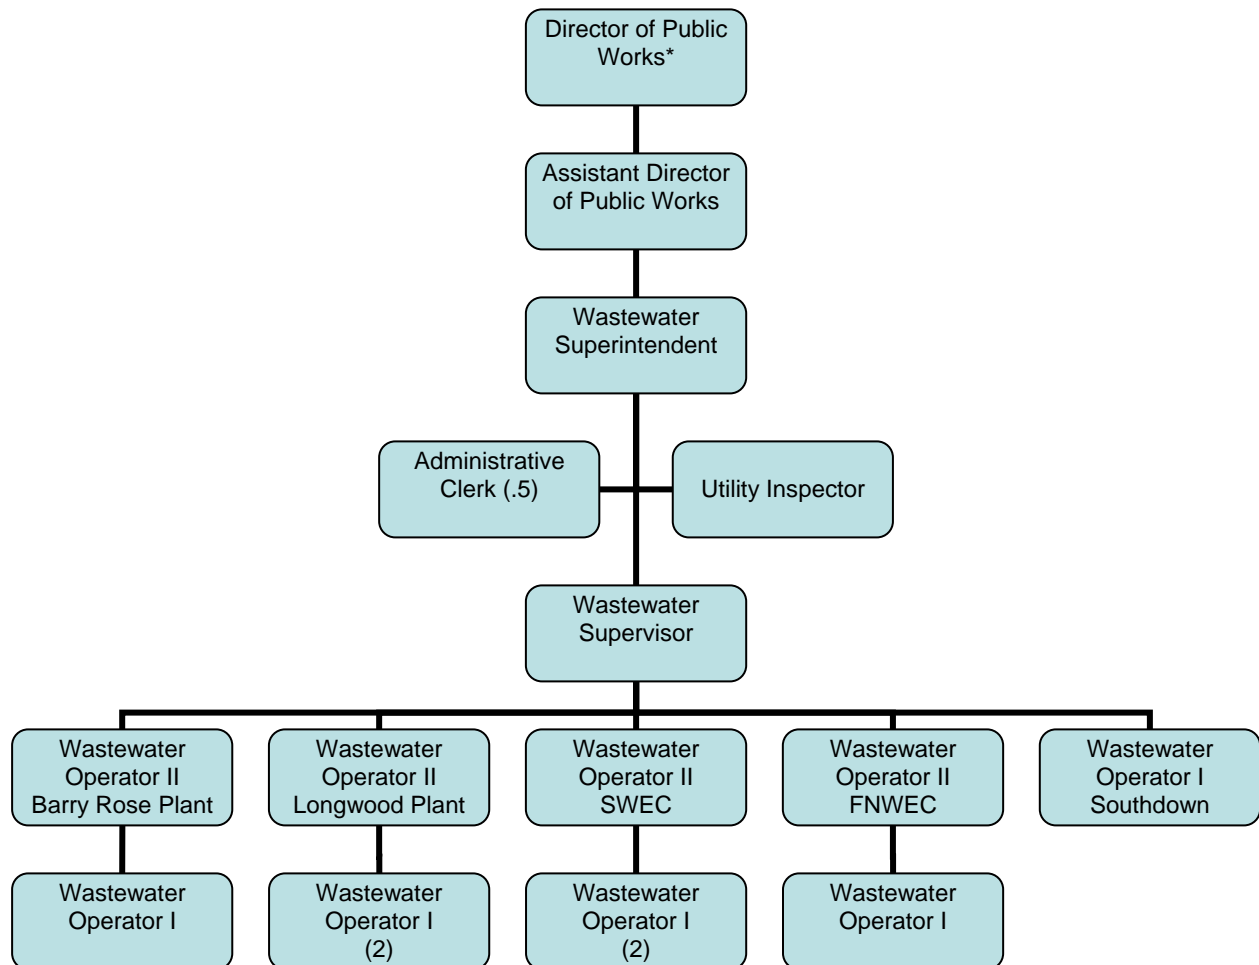 Director of Public
Works*
Assistant Director
of Public Works
Wastewater
Superintendent
Administrative
Clerk (.5)
Utility Inspector
Wastewater
Supervisor
Wastewater
Operator II
Barry Rose Plant
Wastewater
Operator II
Longwood Plant
Wastewater
Operator II
SWEC
Wastewater
Operator II
FNWEC
Wastewater
Operator I
Southdown
Wastewater
Operator I
Wastewater
Operator I
(2)
Wastewater
Operator I
(2)
Wastewater
Operator I